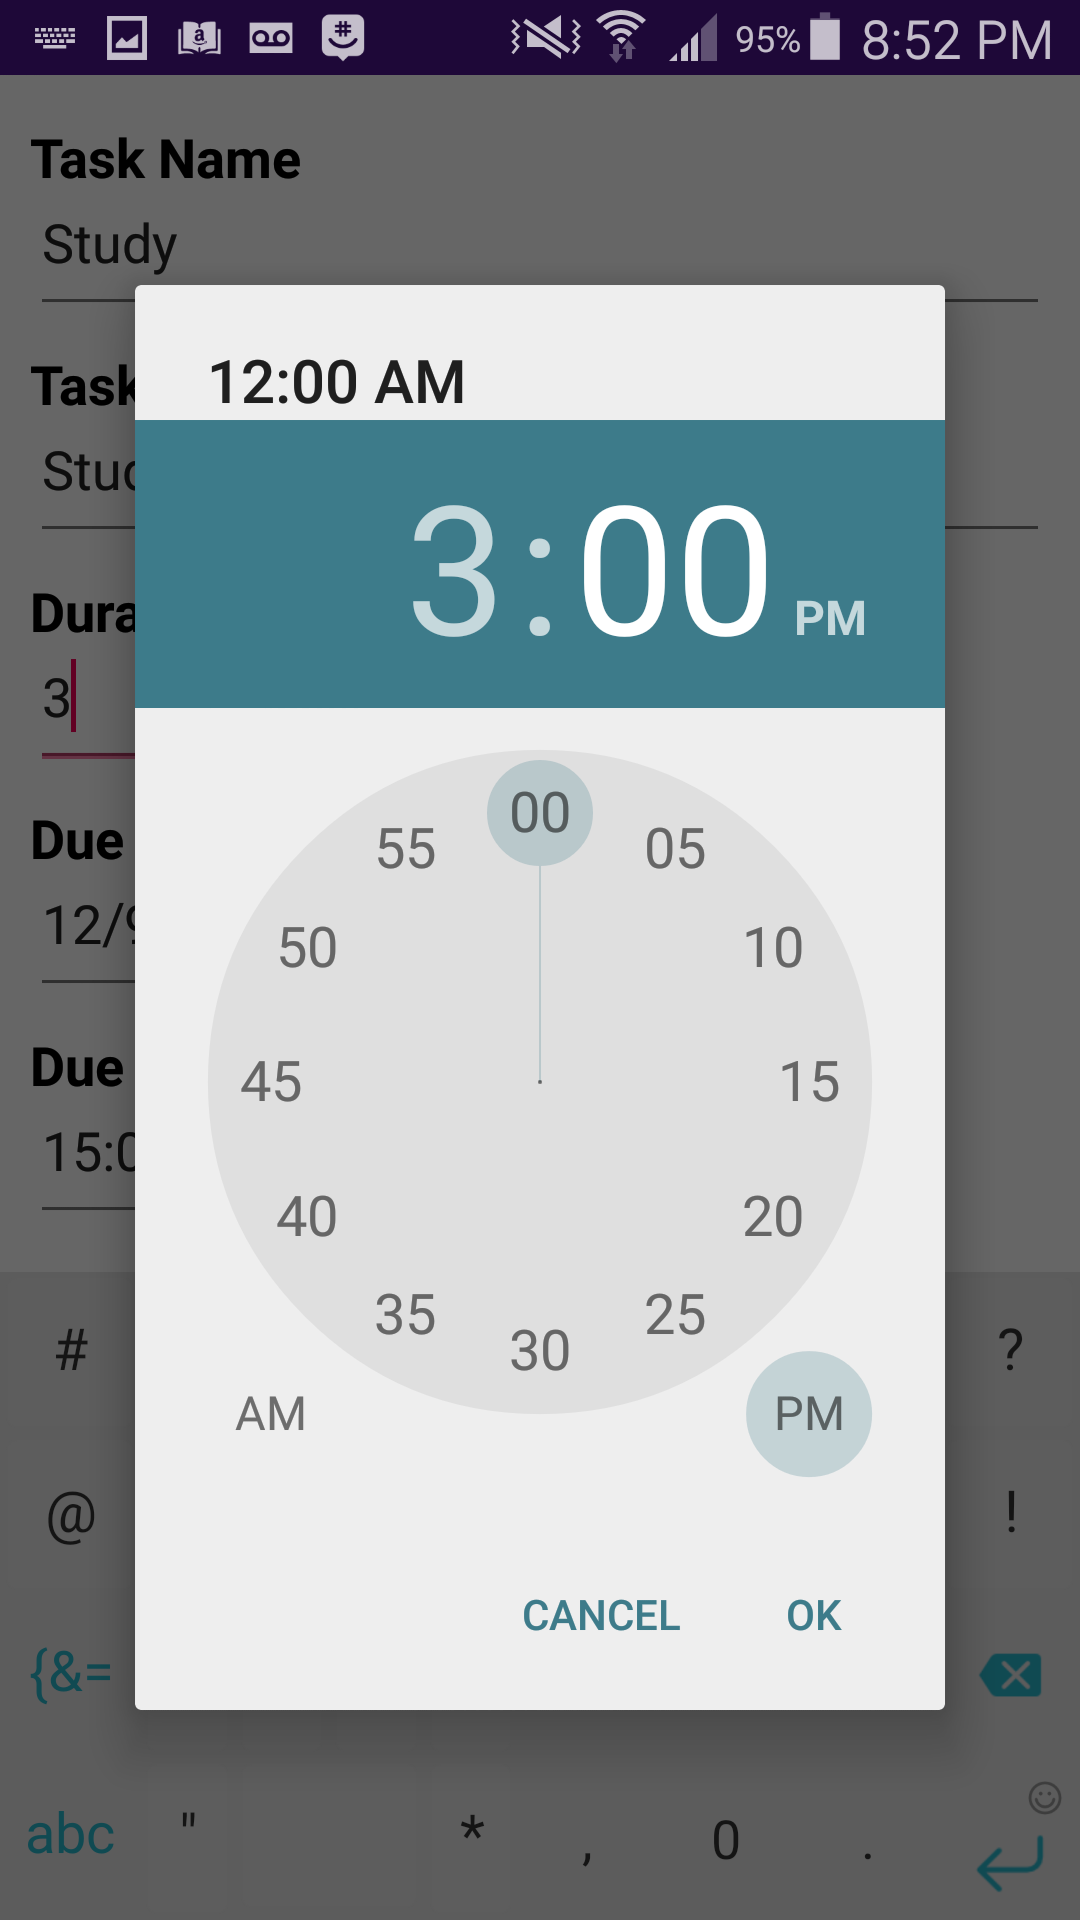 95% 8:52 PM
Task Name
Study
12:00 AM
Task
3:00 PM
Dura
3
00
55 05
Due
50 10
12/
45 15
Due
15:0
40 20
35 25
30
# ?
AM PM
@ !
CANCEL OK
{&=
abc " * , 0 .